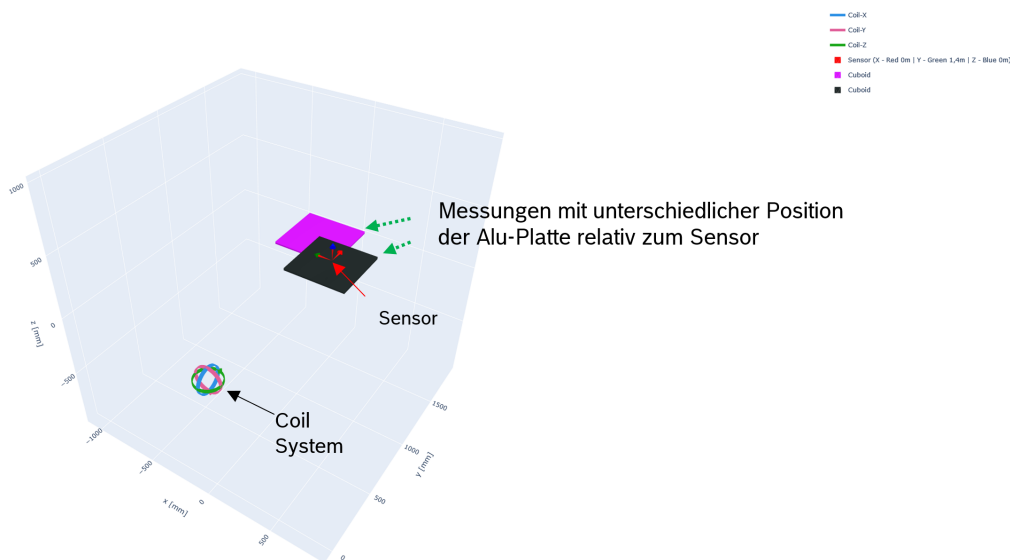 Coil-X
Coil-Y
Coil-Z
Sensor (X - Red 0m | Y - Green 1,4m | Z - Blue 0m)
Cuboid
Cuboid
Messungen mit unterschiedlicher Position
der Alu-Platte relativ zum Sensor
Sensor
Coil
System
1000
500
0
−500
z [mm]
−1000
−500
0
500
x [mm]
0
500
1000
1500
y [mm]